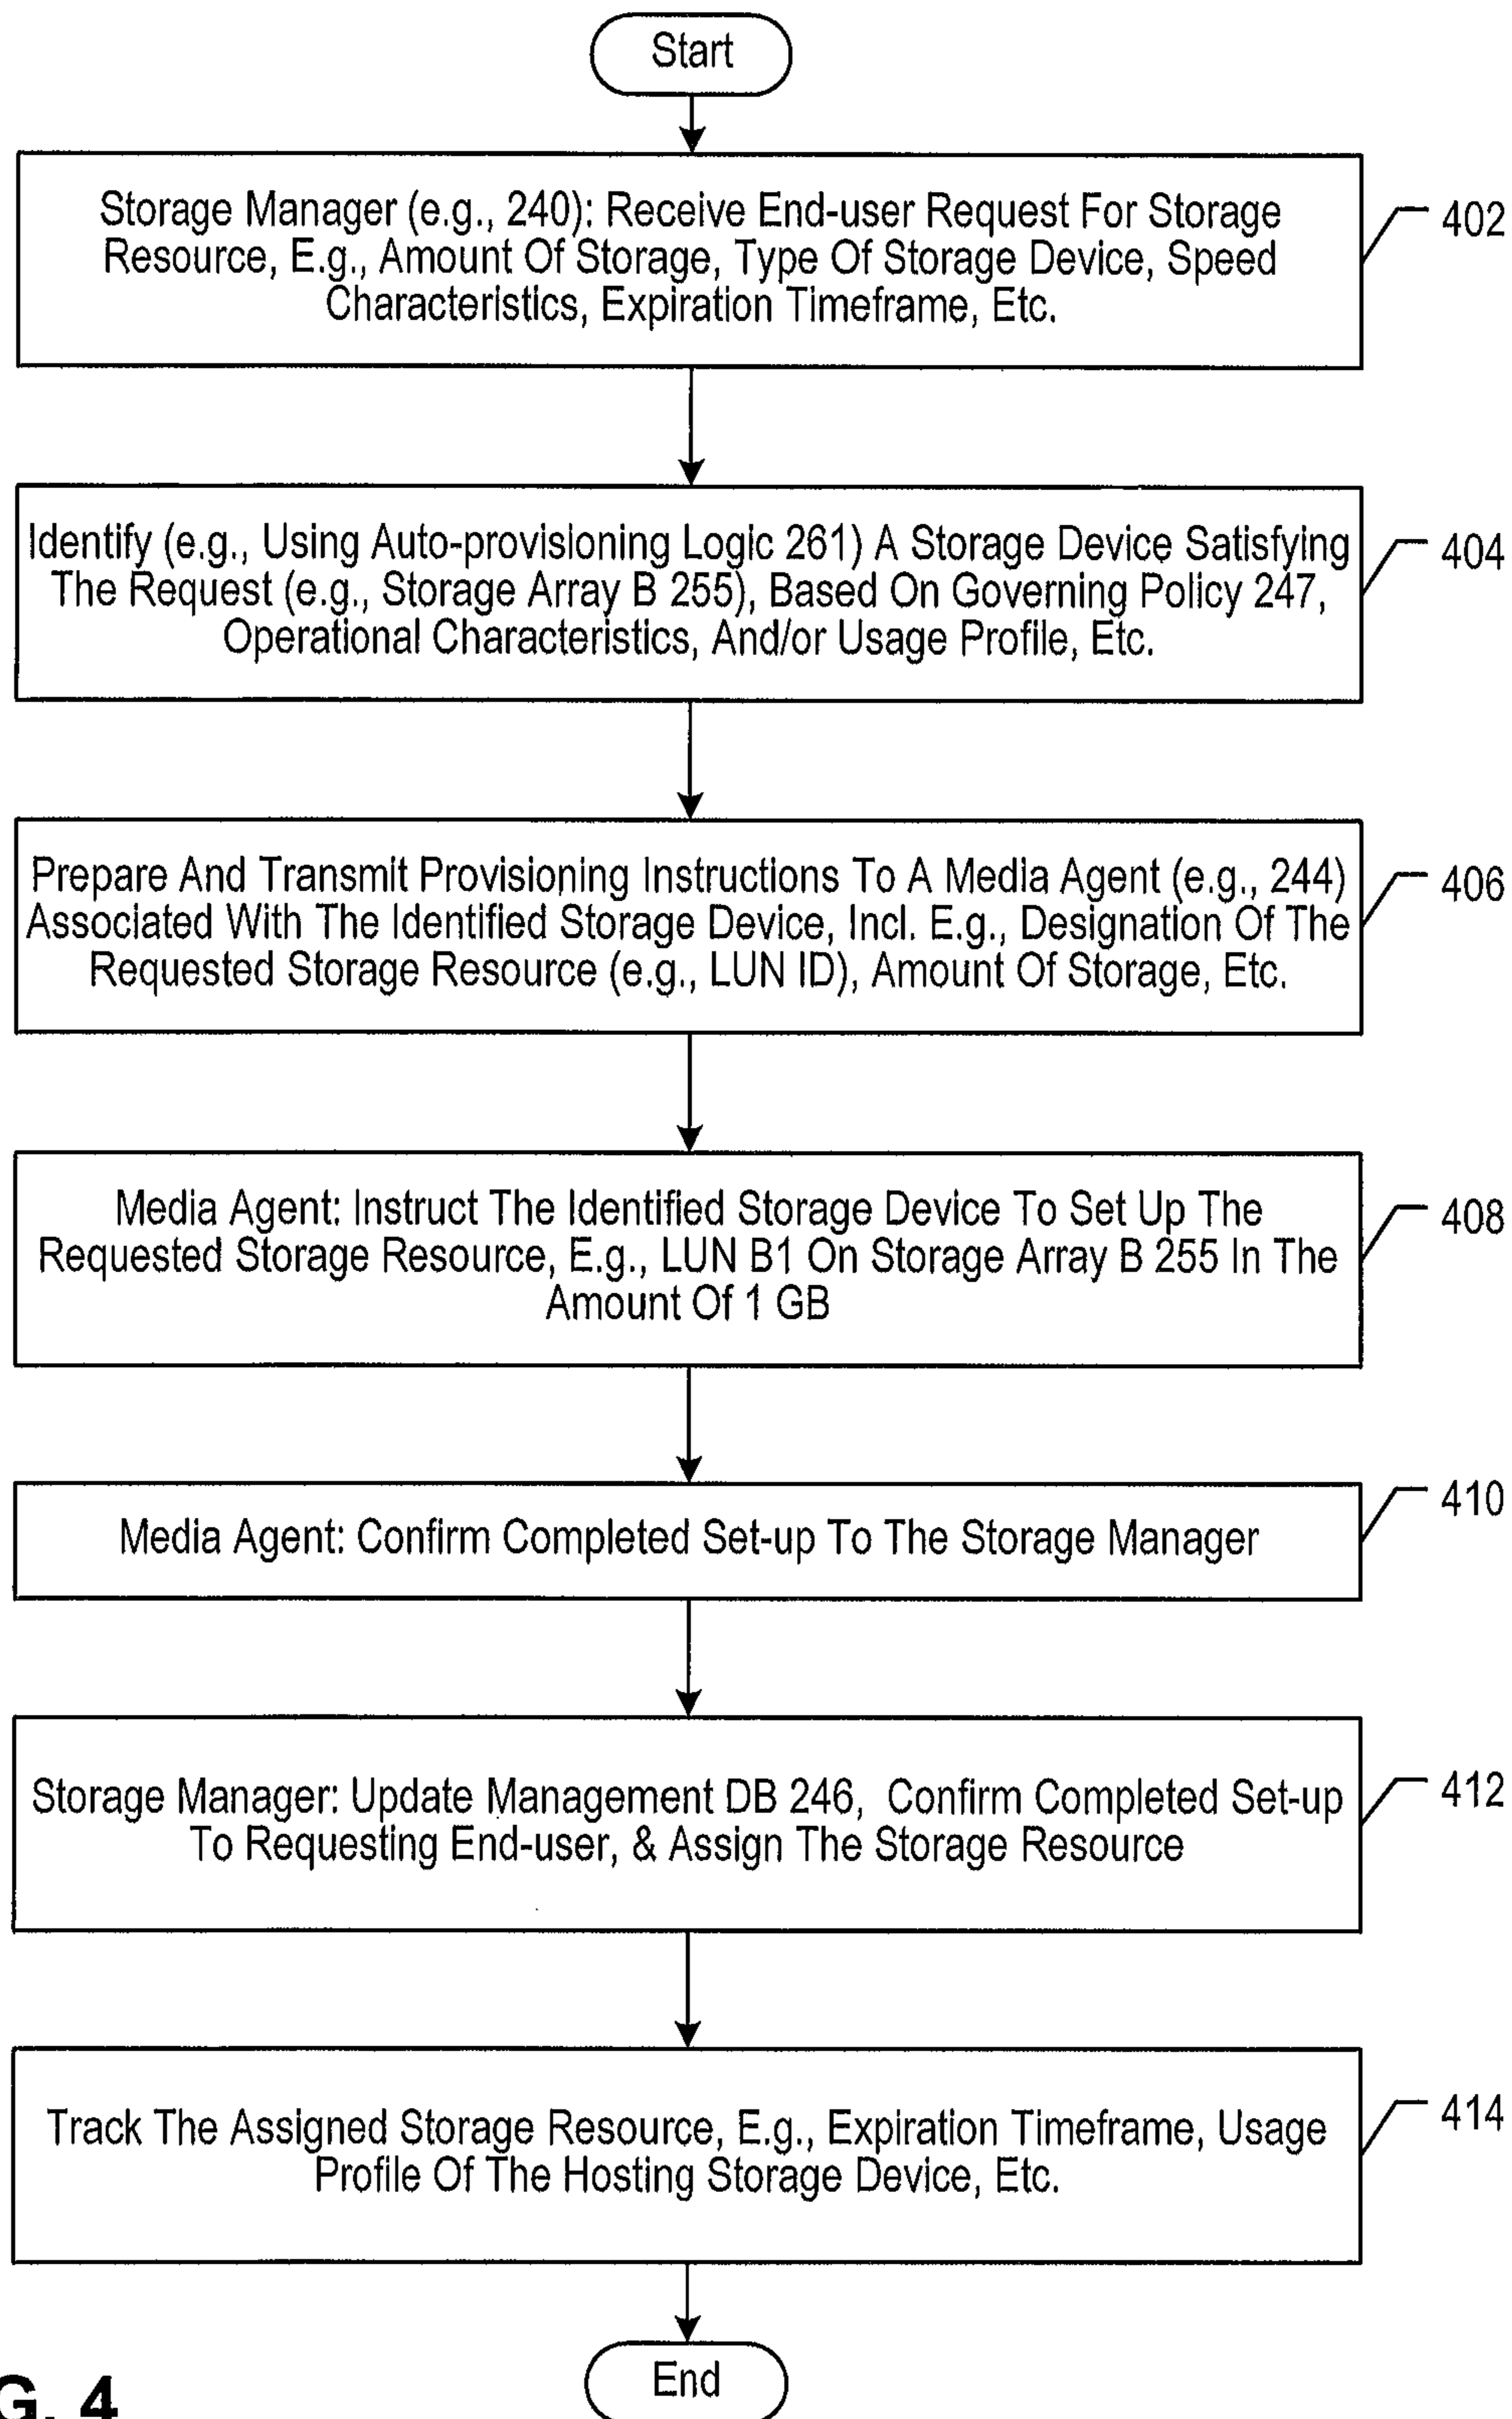 Start
Storage Manager (e.g., 240): Receive End-user Request For Storage
Resource, E.g., Amount Of Storage, Type Of Storage Device, Speed
Characteristics, Expiration Timeframe, Etc.
402
Identify (e.g., Using Auto-provisioning Logic 261) A Storage Device Satisfying
The Request (e.g., Storage Array B 255), Based On Governing Policy 247,
Operational Characteristics, And/or Usage Profile, Etc.
404
Prepare And Transmit Provisioning Instructions To A Media Agent (e.g., 244)
Associated With The Identified Storage Device, Incl. E.g., Designation Of The
Requested Storage Resource (e.g., LUN ID), Amount Of Storage, Etc.
406
Media Agent: Instruct The Identified Storage Device To Set Up The
Requested Storage Resource, E.g., LUN B1 On Storage Array B 255 In The
Amount Of 1 GB
408
Media Agent: Confirm Completed Set-up To The Storage Manager
410
Storage Manager: Update Management DB 246, Confirm Completed Set-up
To Requesting End-user, & Assign The Storage Resource
412
Track The Assigned Storage Resource, E.g., Expiration Timeframe, Usage
Profile Of The Hosting Storage Device, Etc.
414
End
G. 4